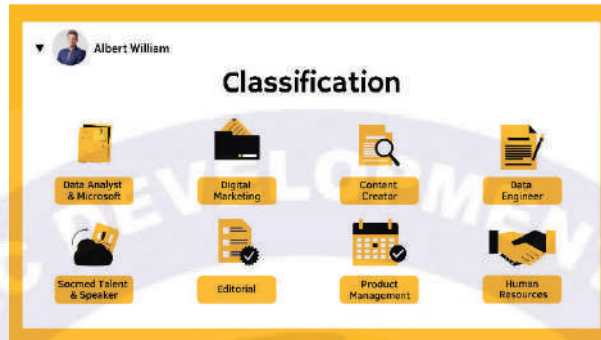 Albert William
Classification
Data Analyst
& Microsoft
Digital
Marketing
Content
Creator
Data
Engineer
Socmed Talent
& Speaker
Editorial
Product
Management
Human
Resources
C DEVELOPMEN